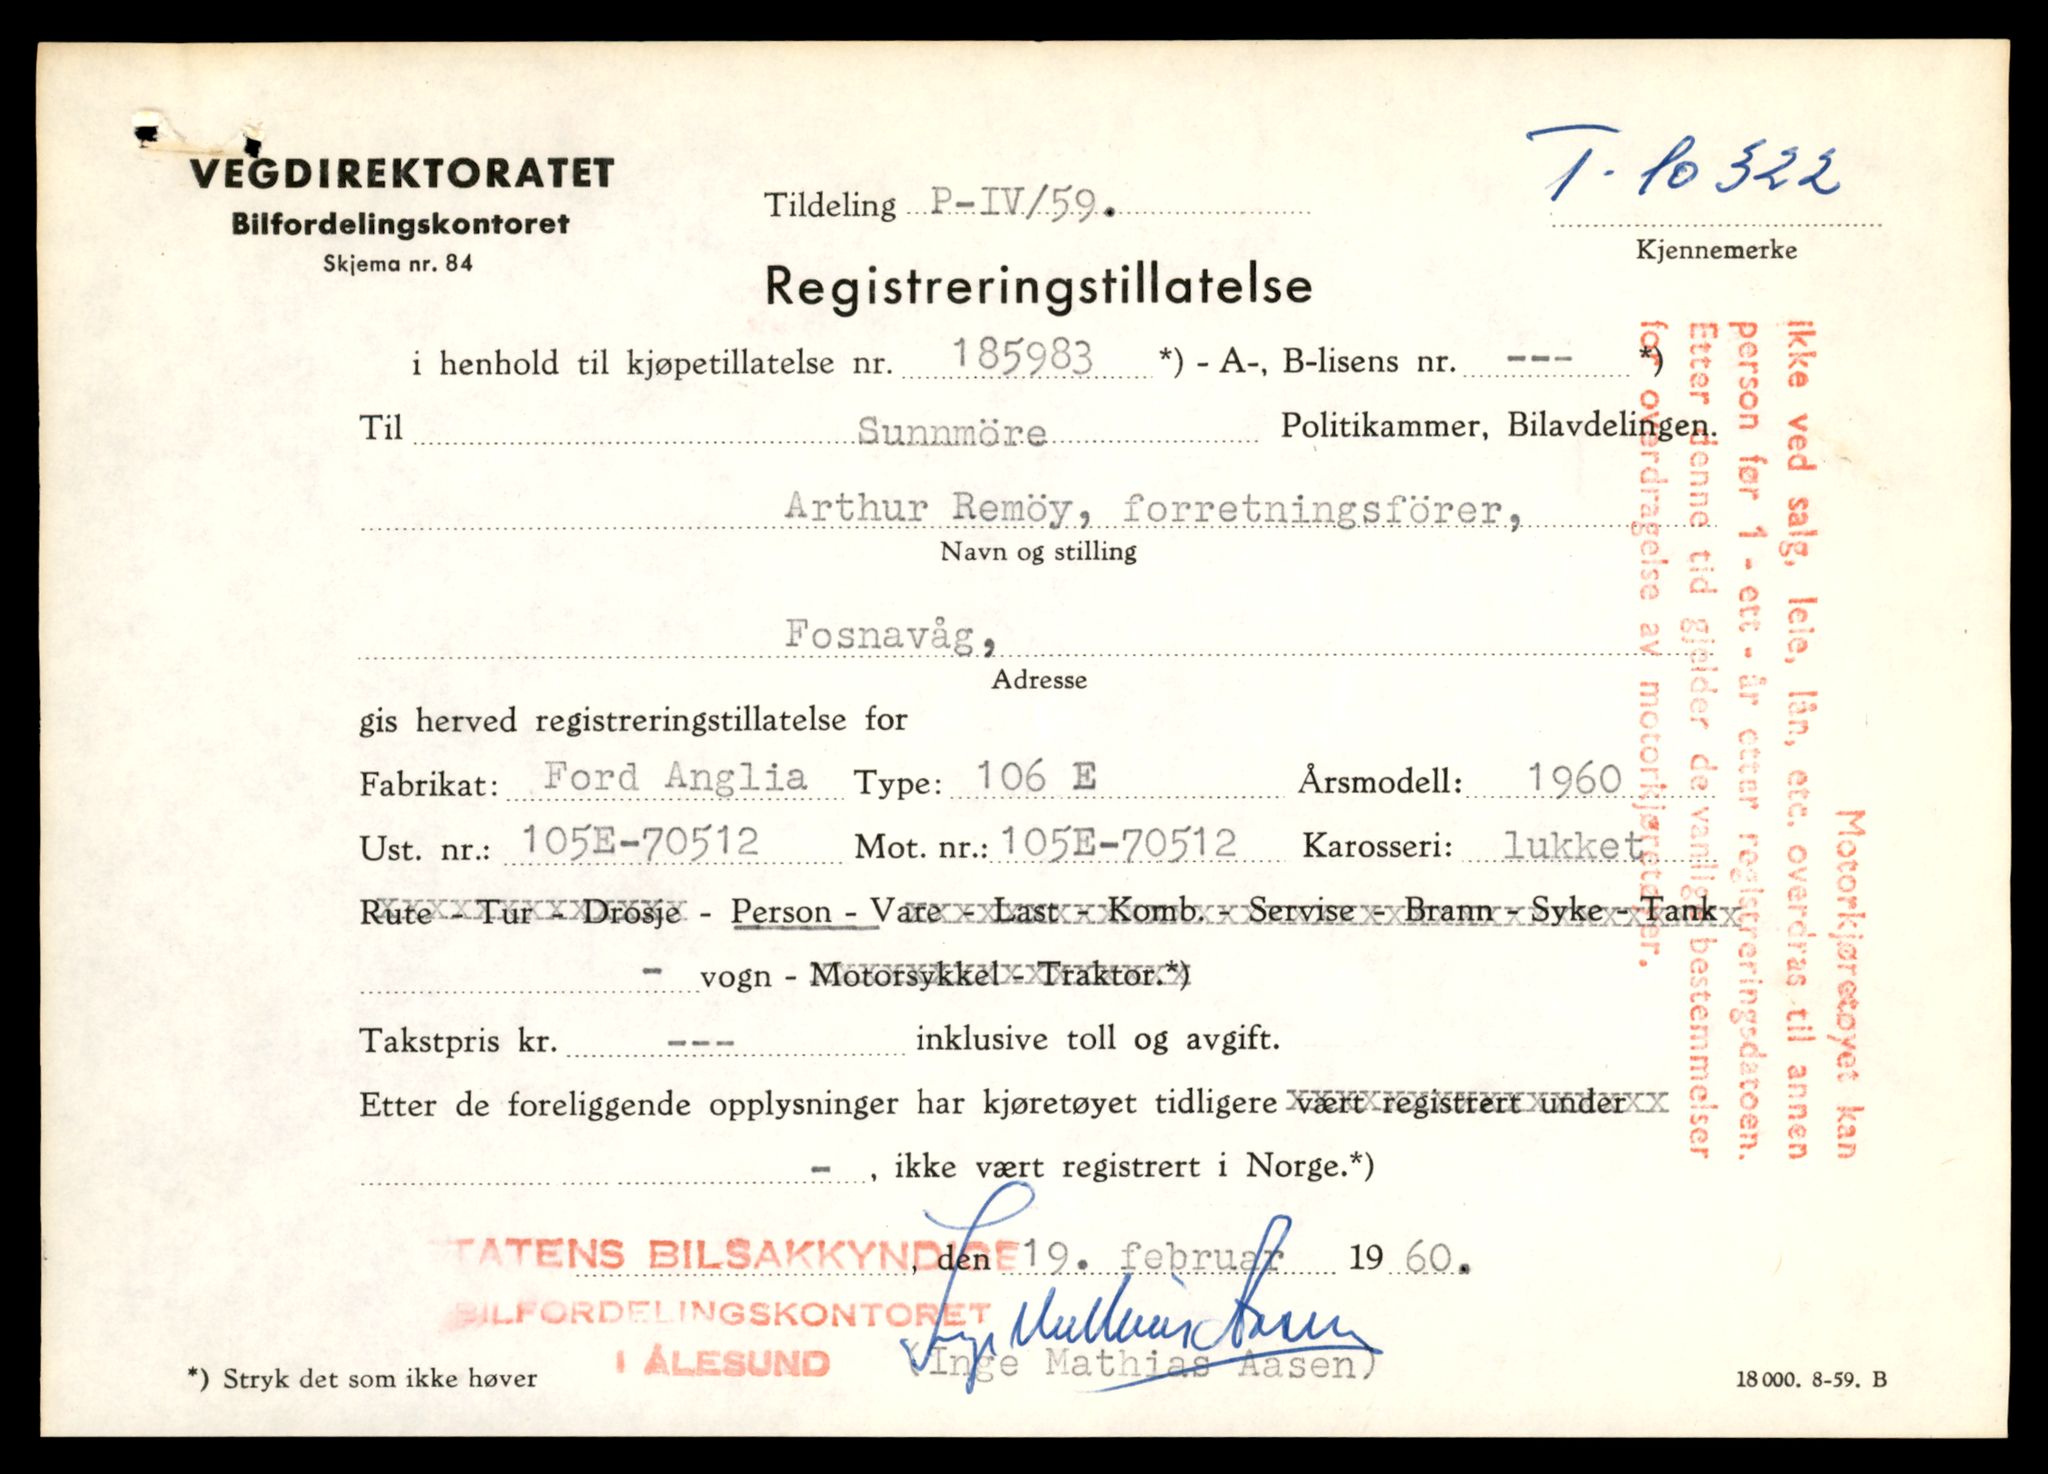 VEGDIREKTORATET
Bilfordelingskontoret
Skjema nr. 84
Tildeling P-IV/59.
T. 10322
Kjennemerke
Registreringstillatelse
i henhold til kjøpetillatelse nr. 185983 *) - A-, B-lisens nr. --- *)
Til Sunnmöre Politikammer, Bilavdelingen.
Arthur Remöy, forretningsförer,
Navn og stilling
Fosnavåg,
Adresse
gis herved registreringstillatelse for
Fabrikat: Ford Anglia Type: 106 E Årsmodell: 1960
Ust. nr.: 105E-70512 Mot. nr.: 105E-70512 Karosseri: lukket
Rute - Tur - Drosje - Person - Vare - Last - Komb. - Servise - Brann - Syke - Tank
- vogn - Motorsykkel - Traktor.*)
Takstpris kr. --- inklusive toll og avgift.
Etter de foreliggende opplysninger har kjøretøyet tidligere vært registrert under
- , ikke vært registrert i Norge.*)
TATENS BILSAKKYNDIGE , den 19. februar 1960.
BILFORDELINGSKONTORET
I ÅLESUND
Inge Mathias Aasen
(Inge Mathias Aasen)
*) Stryk det som ikke høver
18000. 8-59. B
Motorkjøretøyet kan
ikke ved salg, leie, lån, etc. overdras til annen
person før 1 - ett - år etter registreringsdatoen.
Etter denne tid gjelder de vanlige bestemmelser
for overdragelse av motorkjøretøyer.